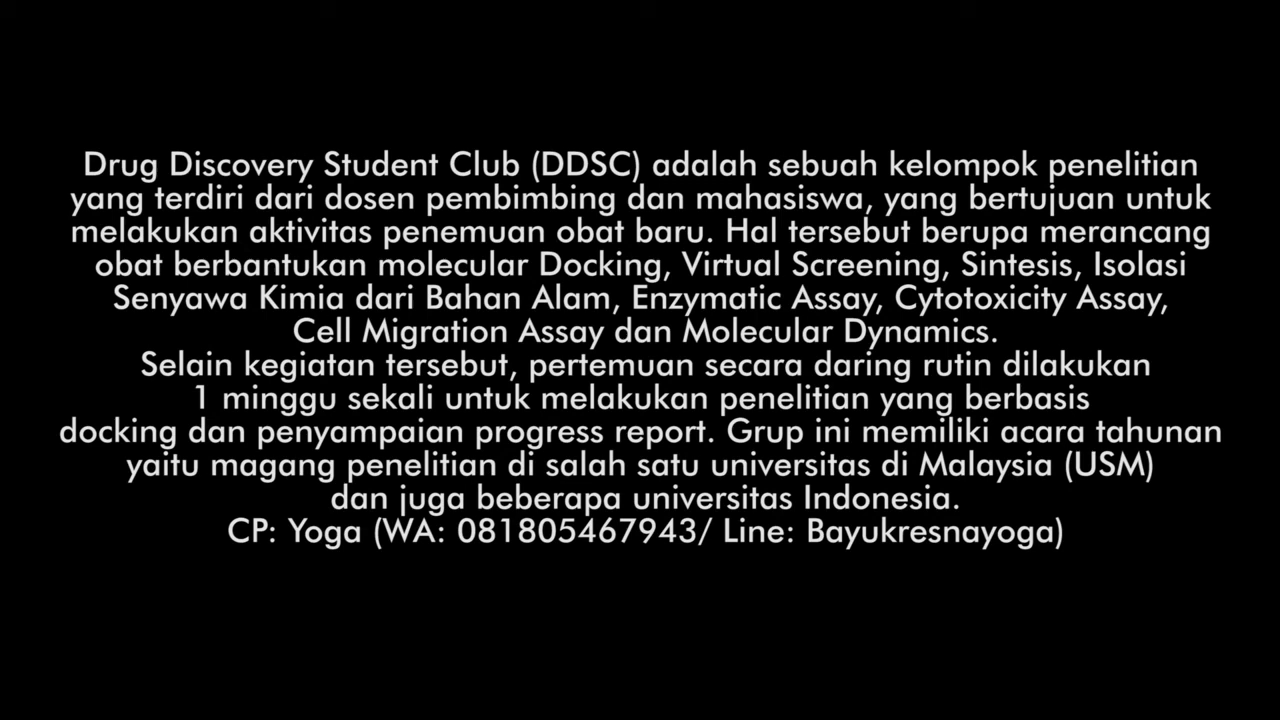 Drug Discovery Student Club (DDSC) adalah sebuah kelompok penelitian
yang terdiri dari dosen pembimbing dan mahasiswa, yang bertujuan untuk
melakukan aktivitas penemuan obat baru. Hal tersebut berupa merancang
obat berbantukan molecular Docking, Virtual Screening, Sintesis, Isolasi
Senyawa Kimia dari Bahan Alam, Enzymatic Assay, Cytotoxicity Assay,
Cell Migration Assay dan Molecular Dynamics.
Selain kegiatan tersebut, pertemuan secara daring rutin dilakukan
1 minggu sekali untuk melakukan penelitian yang berbasis
docking dan penyampaian progress report. Grup ini memiliki acara tahunan
yaitu magang penelitian di salah satu universitas di Malaysia (USM)
dan juga beberapa universitas Indonesia.
CP: Yoga (WA: 081805467943/ Line: Bayukresnayoga)